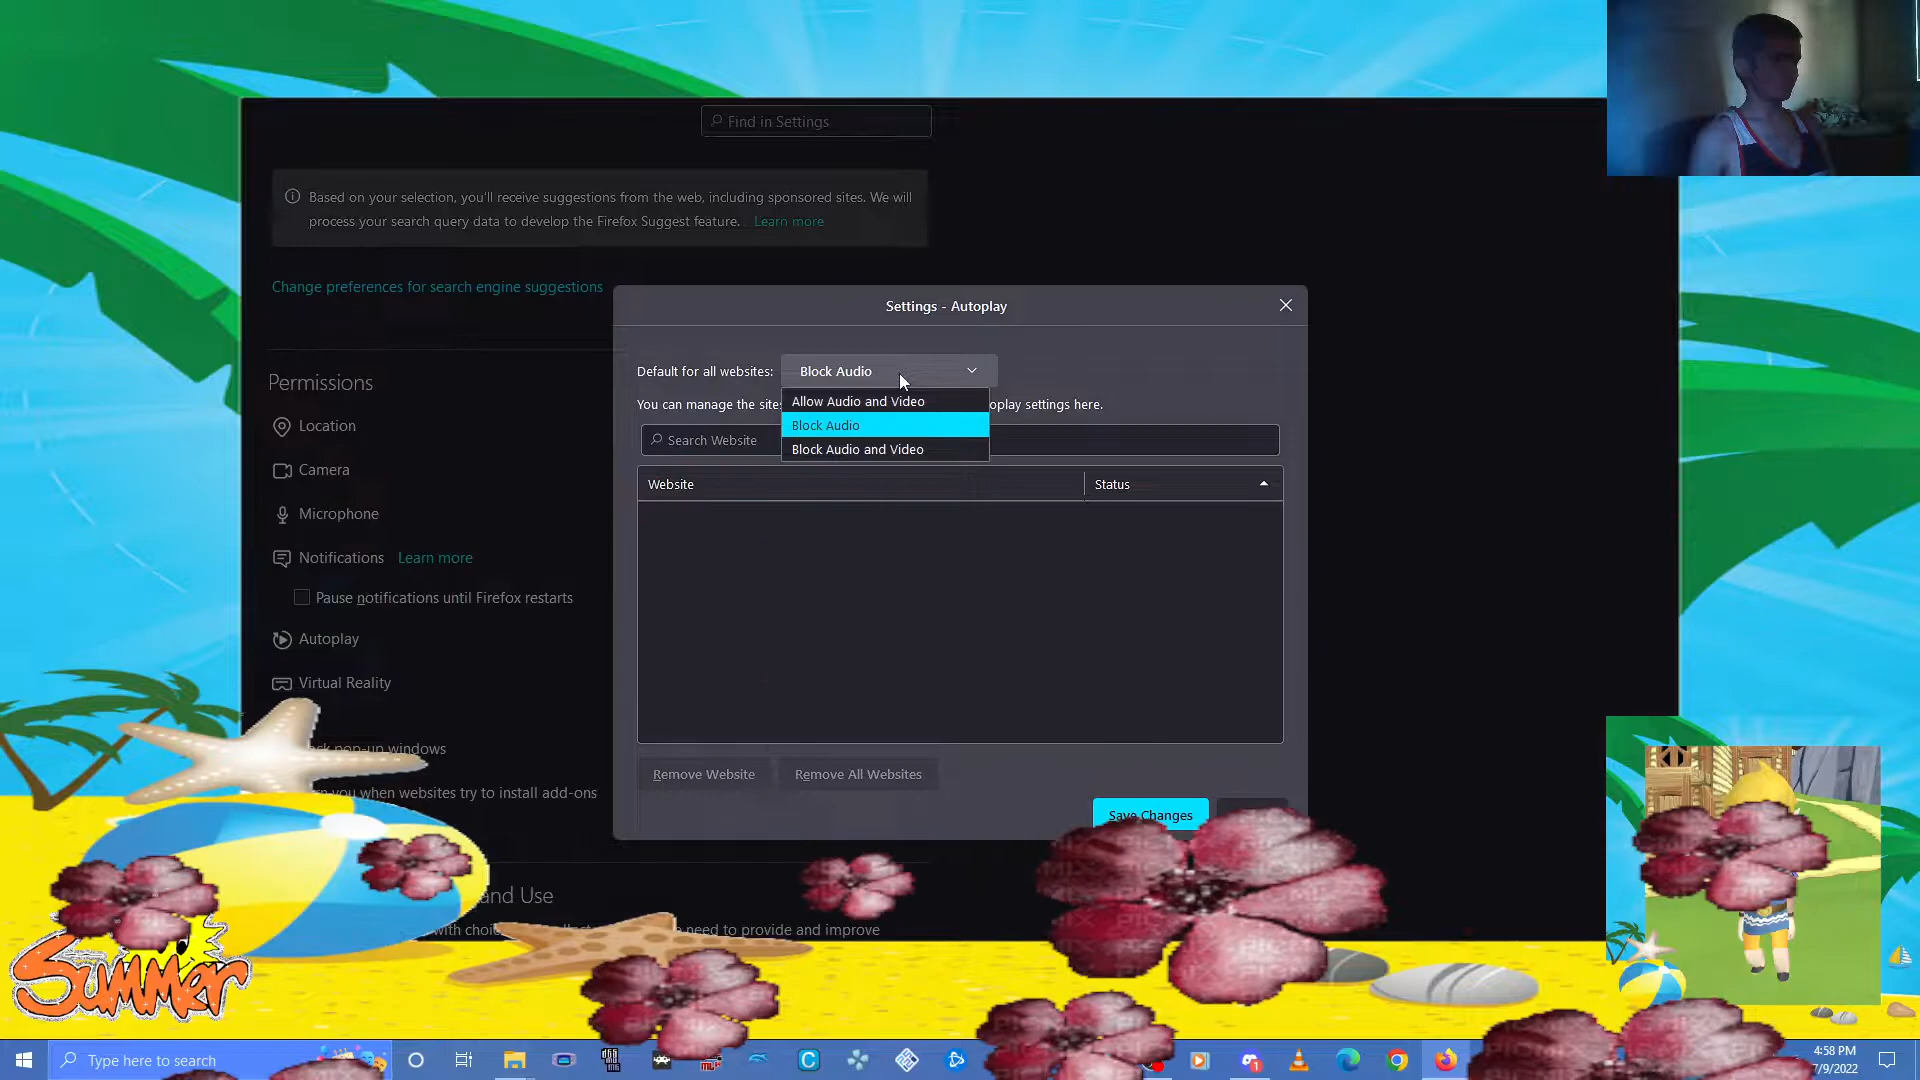 Find in Settings
Based on your selection, you'll receive suggestions from the web, including sponsored sites. We will
process your search query data to develop the Firefox Suggest feature. Learn more
Change preferences for search engine suggestions
Permissions
Location
Camera
Microphone
Notifications Learn more
Pause notifications until Firefox restarts
Autoplay
Virtual Reality
pop-up windows
you when websites try to install add-ons
and Use
need to provide and improve
Settings - Autoplay
Default for all websites: Block Audio
Allow Audio and Video
Block Audio
Block Audio and Video
You can manage the
settings here.
Search Website
Website Status
Remove Website Remove All Websites
Save Changes
Summer
Type here to search
4:58 PM
7/9/2022